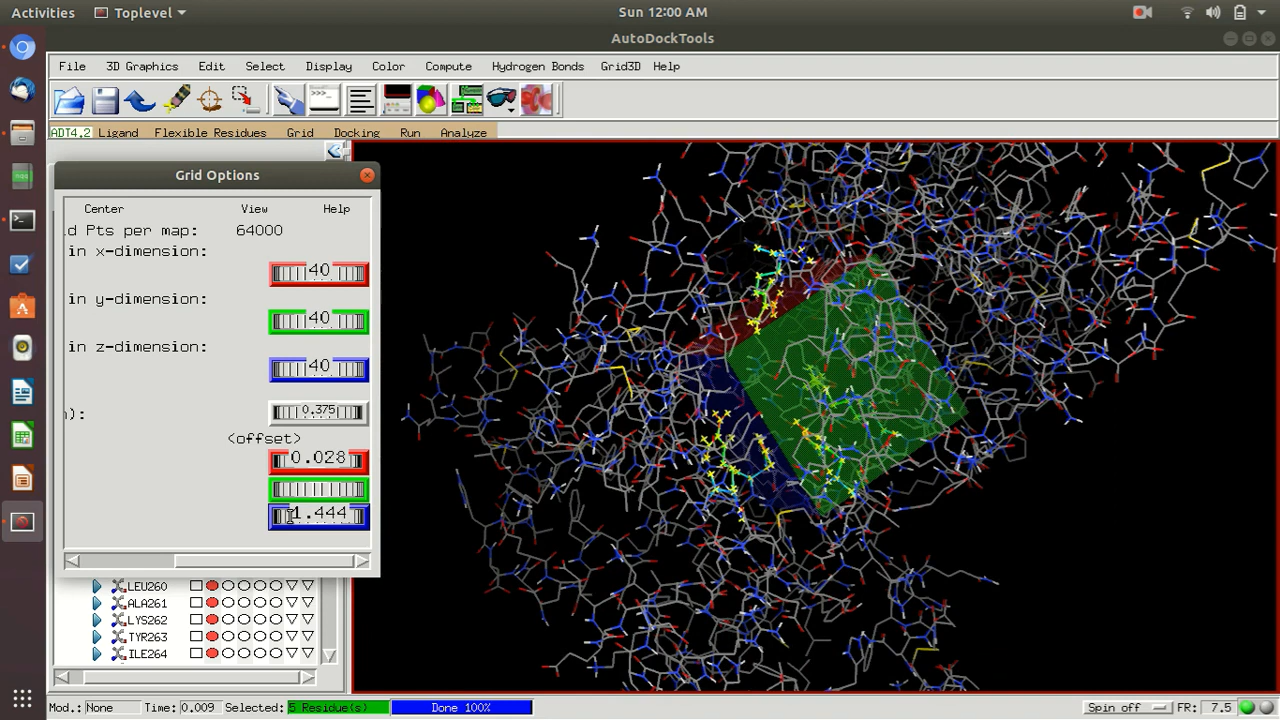 Activities Toplevel Sun 12:00 AM
AutoDockTools
File 3D Graphics Edit Select Display Color Compute Hydrogen Bonds Grid3D Help
ADT4.2 Ligand Flexible Residues Grid Docking Run Analyze
Grid Options
Center View Help
d Pts per map: 64000
in x-dimension:
40
in y-dimension:
40
in z-dimension:
40
): 0.375
<offset>
0.028
1.444
LEU260
ALA261
LYS262
TYR263
ILE264
Mod.: None Time: 0.009 Selected: 5 Residue(s) Done 100% Spin off FR: 7.5